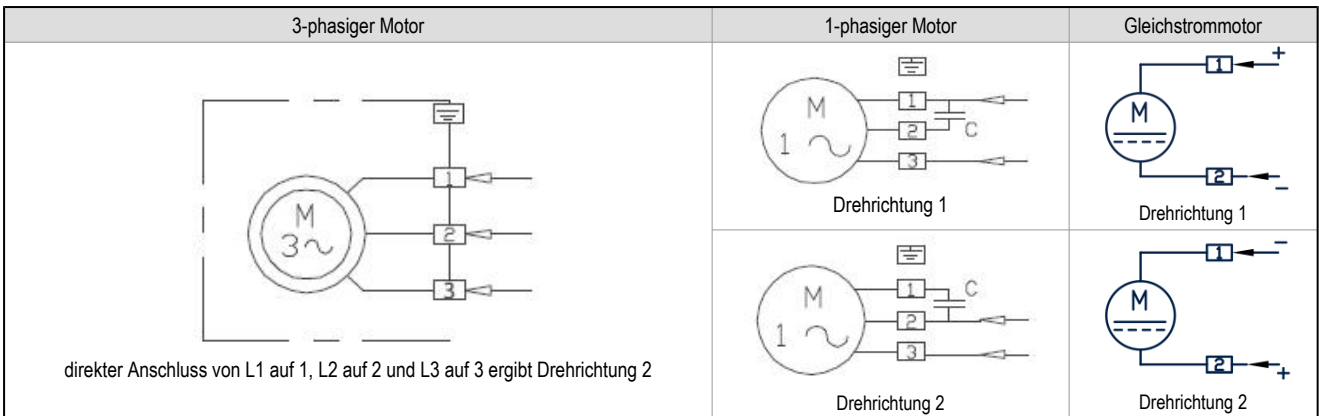 3-phasiger Motor
1-phasiger Motor
Gleichstrommotor
M
3~
1
2
3
direkter Anschluss von L1 auf 1, L2 auf 2 und L3 auf 3 ergibt Drehrichtung 2
M
1 ~
1
2
3
C
Drehrichtung 1
M
1 ~
1
2
3
C
Drehrichtung 2
1
+
M
2
–
Drehrichtung 1
1
–
M
2
+
Drehrichtung 2